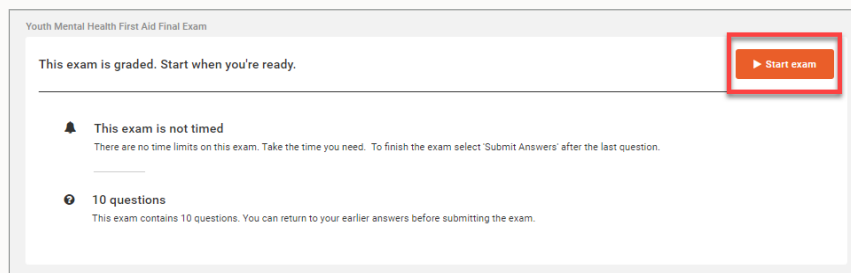 Youth Mental Health First Aid Final Exam
This exam is graded. Start when you're ready.
Start exam
This exam is not timed
There are no time limits on this exam. Take the time you need. To finish the exam select 'Submit Answers' after the last question.
10 questions
This exam contains 10 questions. You can return to your earlier answers before submitting the exam.